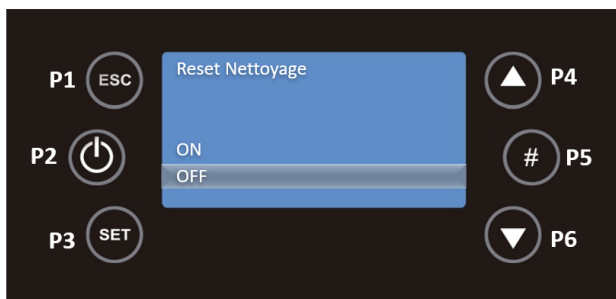 P1 ESC
Reset Nettoyage
P4
P2
ON
# P5
OFF
P3 SET
P6